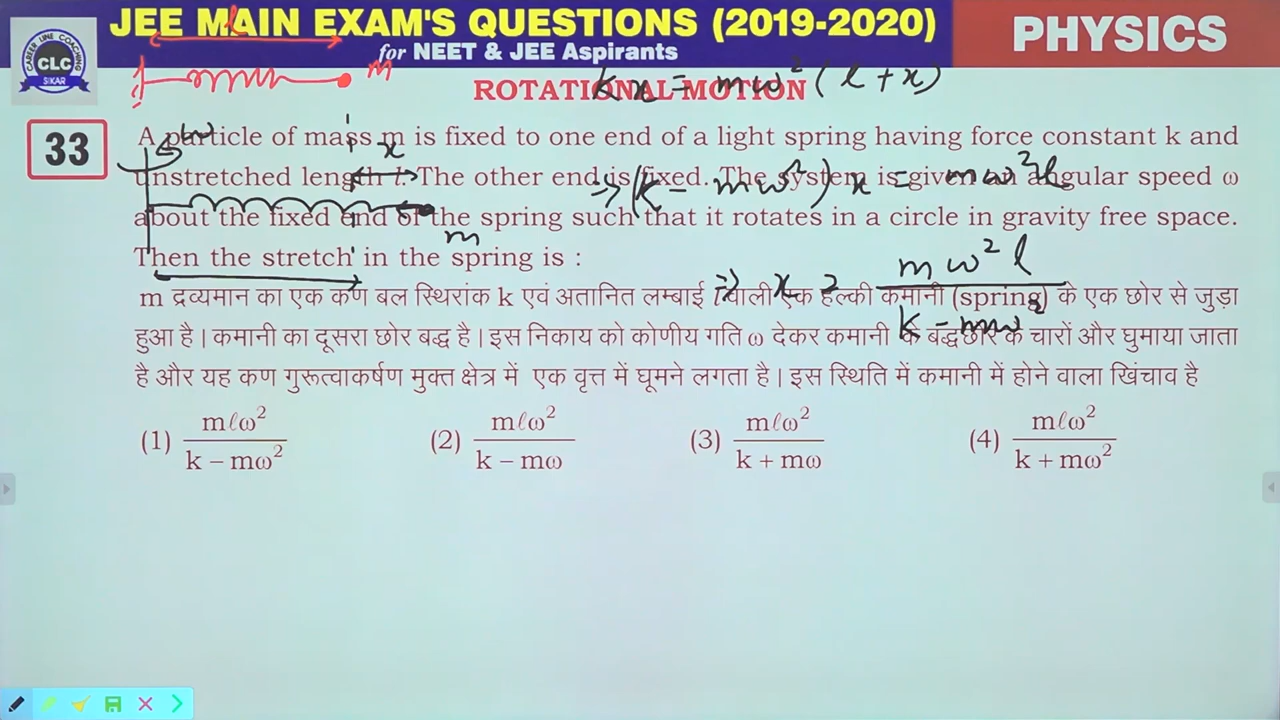 JEE MAIN EXAM'S QUESTIONS (2019-2020)
for NEET & JEE Aspirants
PHYSICS
CAREER LINE COACHING
CLC
SIKAR
l
m
ROTATIONAL MOTION
kx = mω²(l+x)
33
A particle of mass m is fixed to one end of a light spring having force constant k and
unstretched length l. The other end is fixed. The system is given an angular speed ω
about the fixed end of the spring such that it rotates in a circle in gravity free space.
Then the stretch in the spring is :
ω
x
m
⇒ (k - mω²) x = mω²l
⇒ x = mω²l / k - mω²
m द्रव्यमान का एक कण बल स्थिरांक k एवं अतानित लम्बाई l वाली एक हल्की कमानी (spring) के एक छोर से जुड़ा
हुआ है। कमानी का दूसरा छोर बद्ध है। इस निकाय को कोणीय गति ω देकर कमानी के बद्धछोर के चारों और घुमाया जाता
है और यह कण गुरूत्वाकर्षण मुक्त क्षेत्र में एक वृत्त में घूमने लगता है। इस स्थिति में कमानी में होने वाला खिंचाव है
(1) mℓω² / k – mω²
(2) mℓω² / k – mω
(3) mℓω² / k + mω
(4) mℓω² / k + mω²